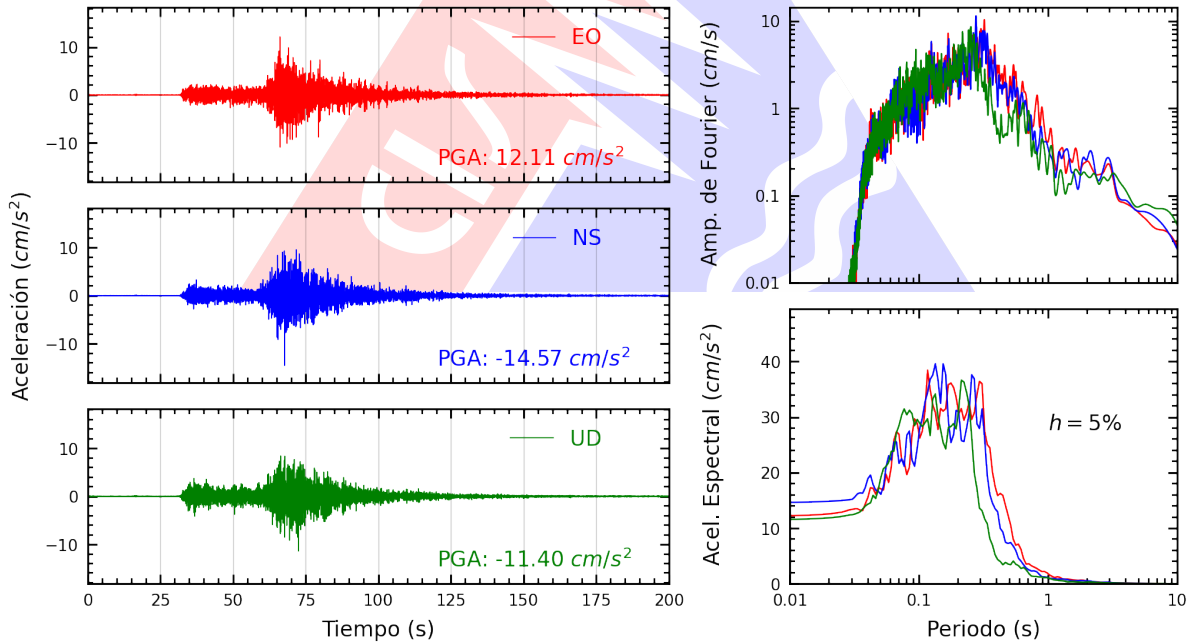 Aceleración (cm/s²)
10
0
−10
EO
PGA: 12.11 cm/s²
10
0
−10
NS
PGA: -14.57 cm/s²
10
0
−10
UD
PGA: -11.40 cm/s²
0 25 50 75 100 125 150 175 200
Tiempo (s)
Amp. de Fourier (cm/s)
10
1
0.1
0.01
Acel. Espectral (cm/s²)
40
30
20
10
0
h = 5%
0.01 0.1 1 10
Periodo (s)